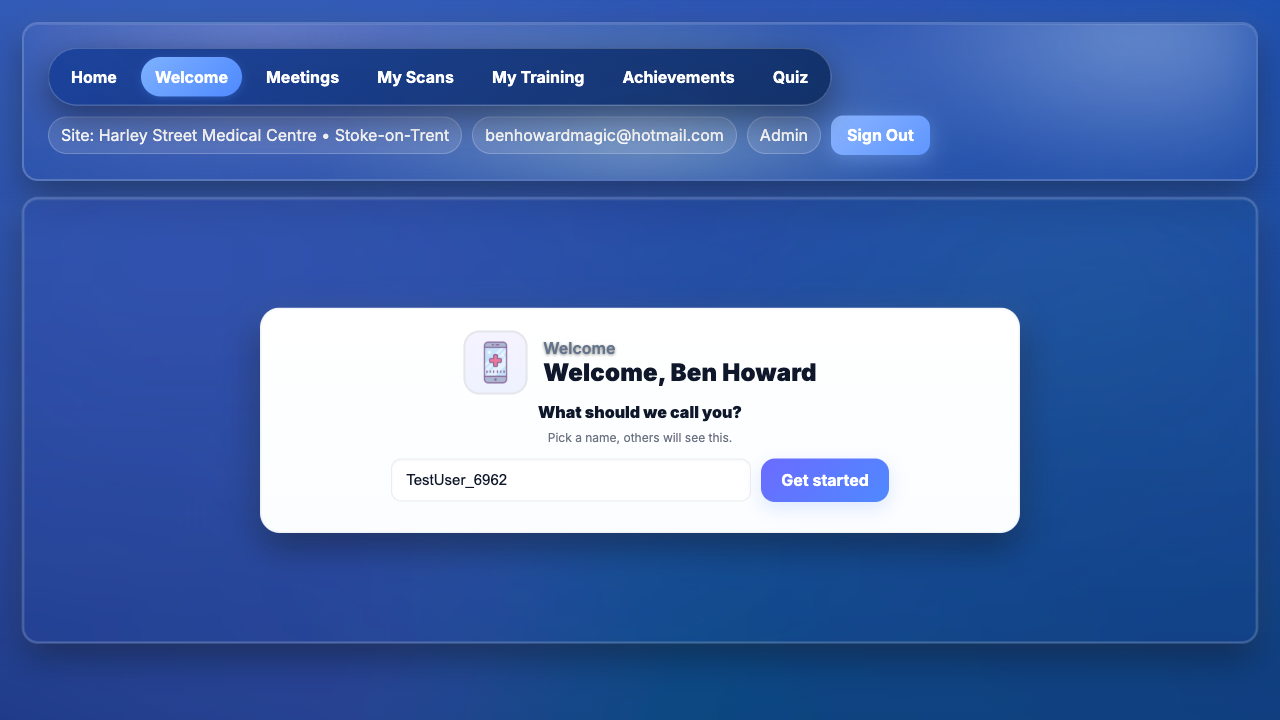 Home Welcome Meetings My Scans My Training Achievements Quiz
Site: Harley Street Medical Centre • Stoke-on-Trent benhowardmagic@hotmail.com Admin Sign Out
Welcome
Welcome, Ben Howard
What should we call you?
Pick a name, others will see this.
TestUser_6962 Get started